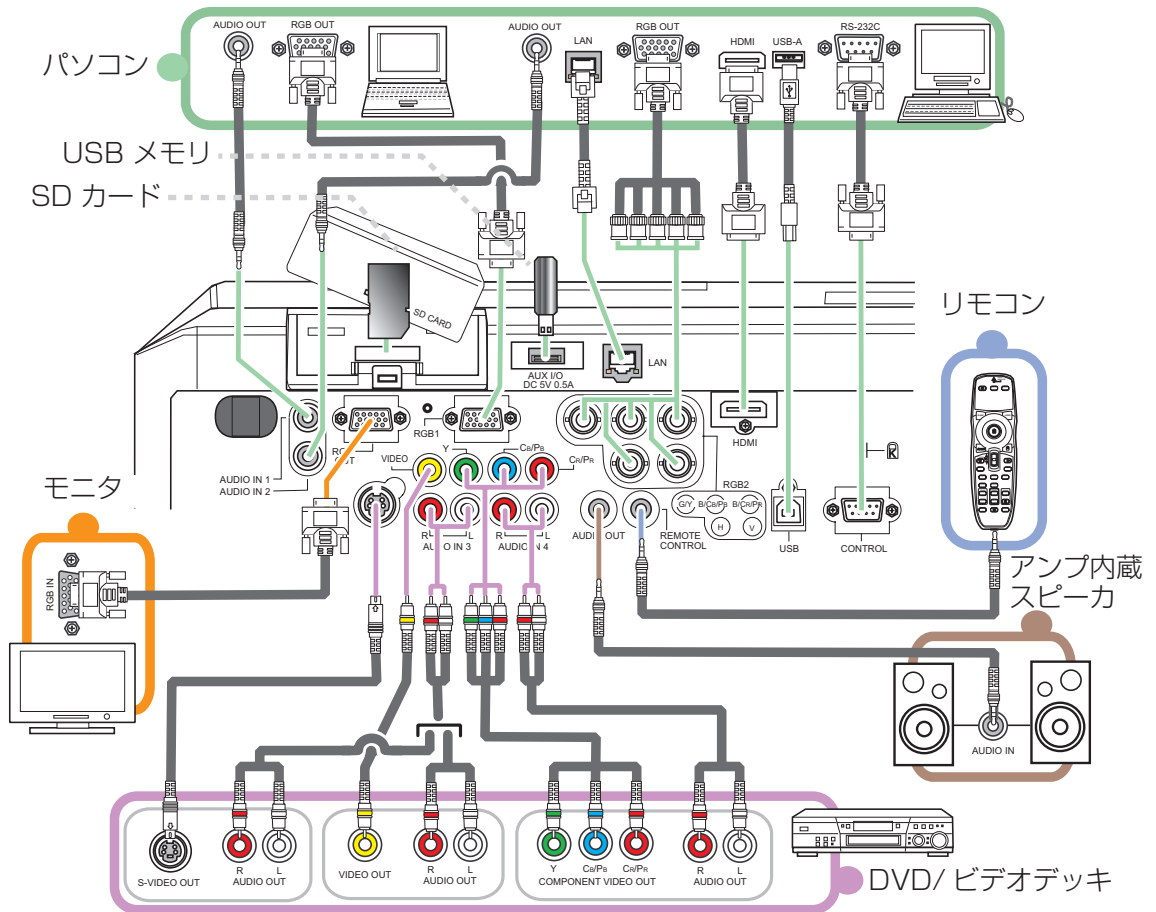 AUDIO OUT
RGB OUT
AUDIO OUT
LAN
RGB OUT
HDMI
USB-A
RS-232C
パソコン
USB メモリ
SD カード
SD CARD
AUX I/O
DC 5V 0.5A
LAN
リモコン
RGB1
HDMI
AUDIO IN 1
AUDIO IN 2
VIDEO
Y
CB/PB
CR/PR
RGB2
G/Y
B/CB/PB
B/CR/PR
H
V
R
L
AUDIO IN 3
R
L
AUDIO IN 4
AUDIO OUT
REMOTE
CONTROL
USB
CONTROL
K
モニタ
RGB IN
アンプ内蔵
スピーカ
AUDIO IN
S-VIDEO OUT
R
L
AUDIO OUT
VIDEO OUT
R
L
AUDIO OUT
Y
CB/PB
CR/PR
COMPONENT VIDEO OUT
R
L
AUDIO OUT
DVD/ ビデオデッキ